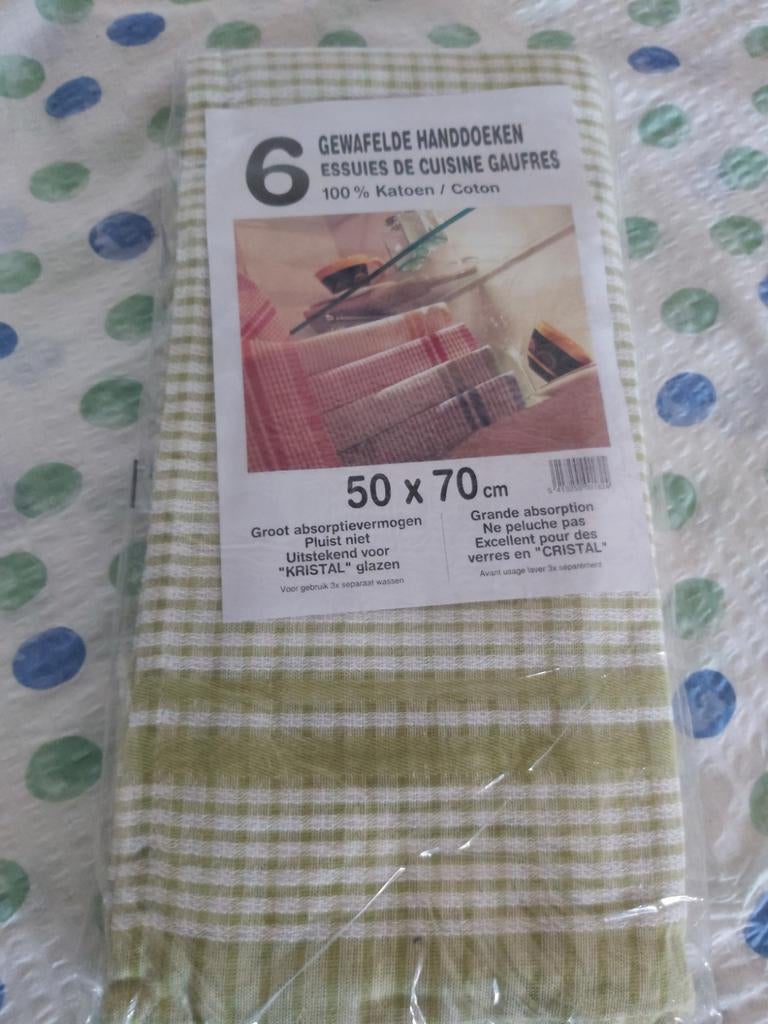 6
GEWAFELDE HANDDOEKEN
ESSUIES DE CUISINE GAUFRES
100 % Katoen / Coton
50 x 70 cm
Groot absorptievermogen
Pluist niet
Uitstekend voor
"KRISTAL" glazen
Voor gebruik 3x separaat wassen
Grande absorption
Ne peluche pas
Excellent pour des
verres en "CRISTAL"
Avant usage laver 3x séparément